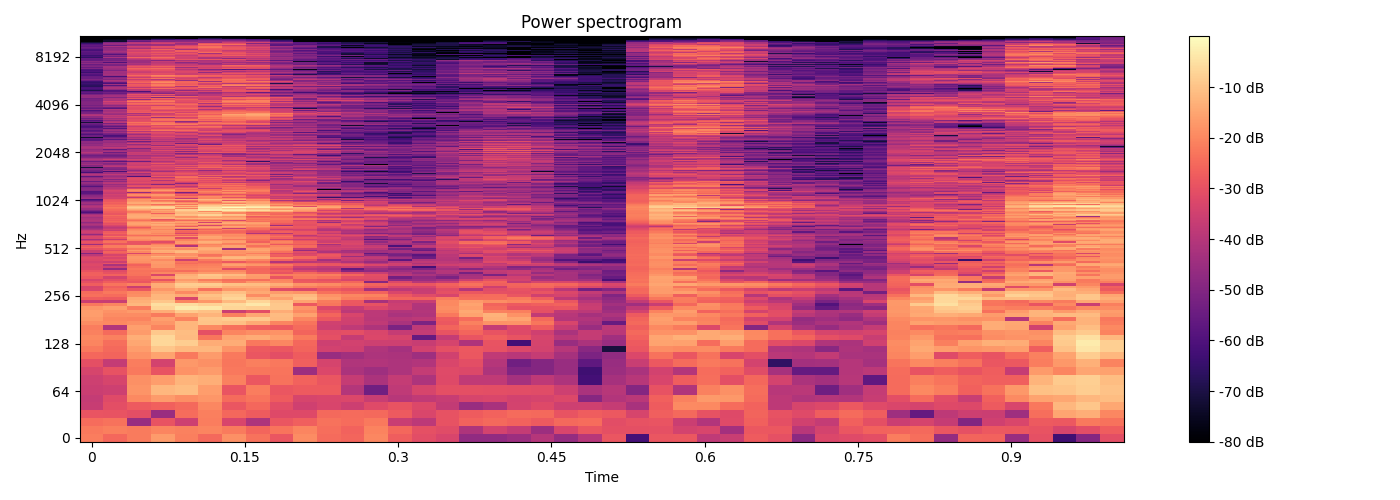 Power spectrogram
Hz
8192
4096
2048
1024
512
256
128
64
0
0 0.15 0.3 0.45 0.6 0.75 0.9
Time
-10 dB
-20 dB
-30 dB
-40 dB
-50 dB
-60 dB
-70 dB
-80 dB